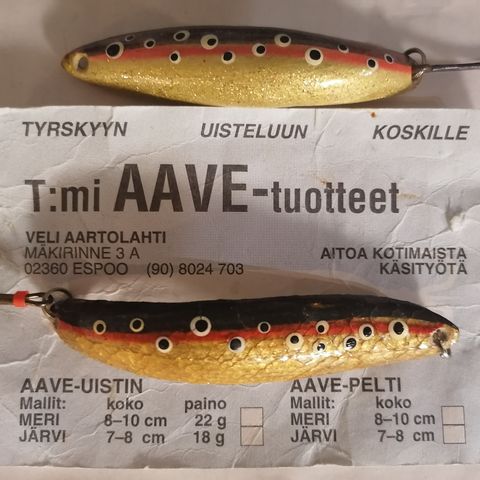 TYRSKYYN UISTELUUN KOSKILLE
T:mi AAVE-tuotteet
VELI AARTOLAHTI
MÄKIRINNE 3 A AITOA KOTIMAISTA
02360 ESPOO (90) 8024 703 KÄSITYÖTÄ
AAVE-UISTIN AAVE-PELTI
Mallit: koko paino Mallit: koko
MERI 8–10 cm 22 g MERI 8–10 cm
JÄRVI 7–8 cm 18 g JÄRVI 7–8 cm